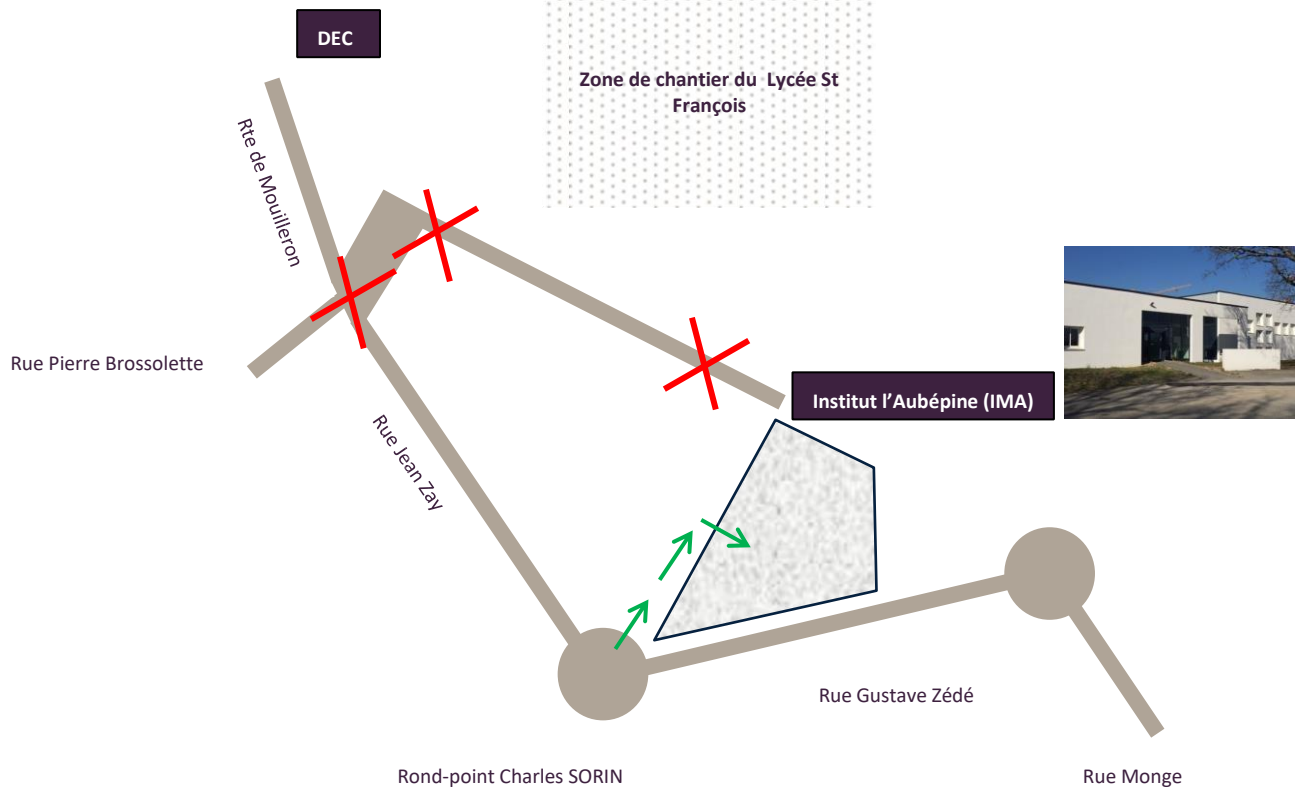 DEC
Zone de chantier du Lycée St
François
Rte de Mouilleron
Rue Pierre Brossolette
Institut l’Aubépine (IMA)
Rue Jean Zay
Rue Gustave Zédé
Rond-point Charles SORIN
Rue Monge